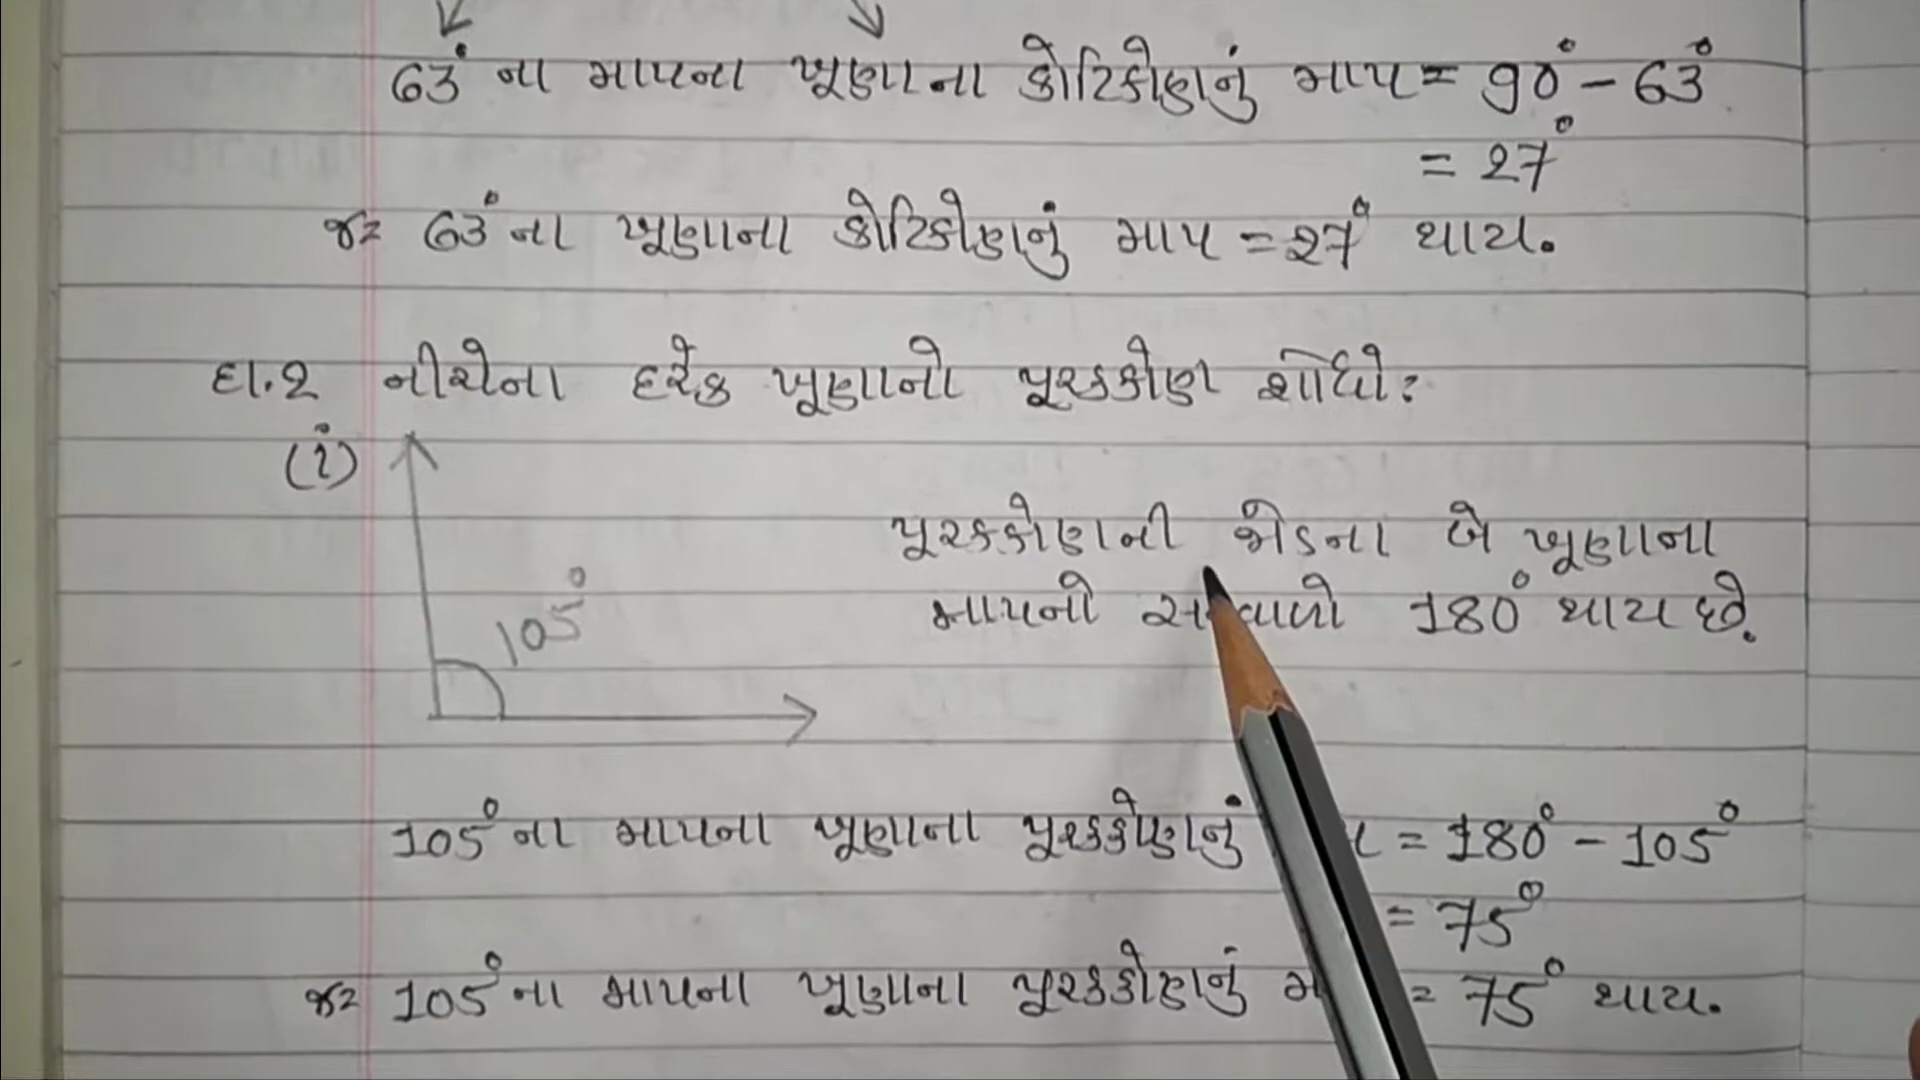 63° ના માપના ખૂણાના કોટિકોણનું માપ = 90° - 63°
= 27°
જ= 63° ના ખૂણાના કોટિકોણનું માપ = 27° થાય.
દા.2 નીચેના દરેક ખૂણાનો પૂરકકોણ શોધો:
(i)
પૂરકકોણની જોડના બે ખૂણાના
105°
માપનો સરવાળો 180° થાય છે.
105° ના માપના ખૂણાના પૂરકકોણનું = 180° - 105°
= 75°
જ= 105° ના માપના ખૂણાના પૂરકકોણનું = 75° થાય.